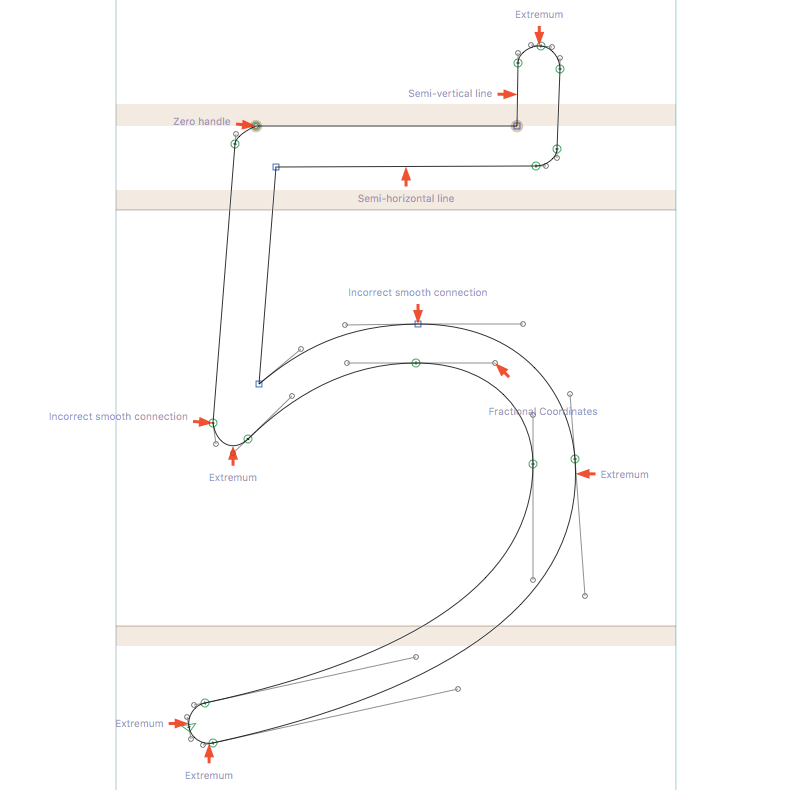 Extremum
Semi-vertical line
Zero handle
Semi-horizontal line
Incorrect smooth connection
Fractional Coordinates
Incorrect smooth connection
Extremum
Extremum
Extremum
Extremum